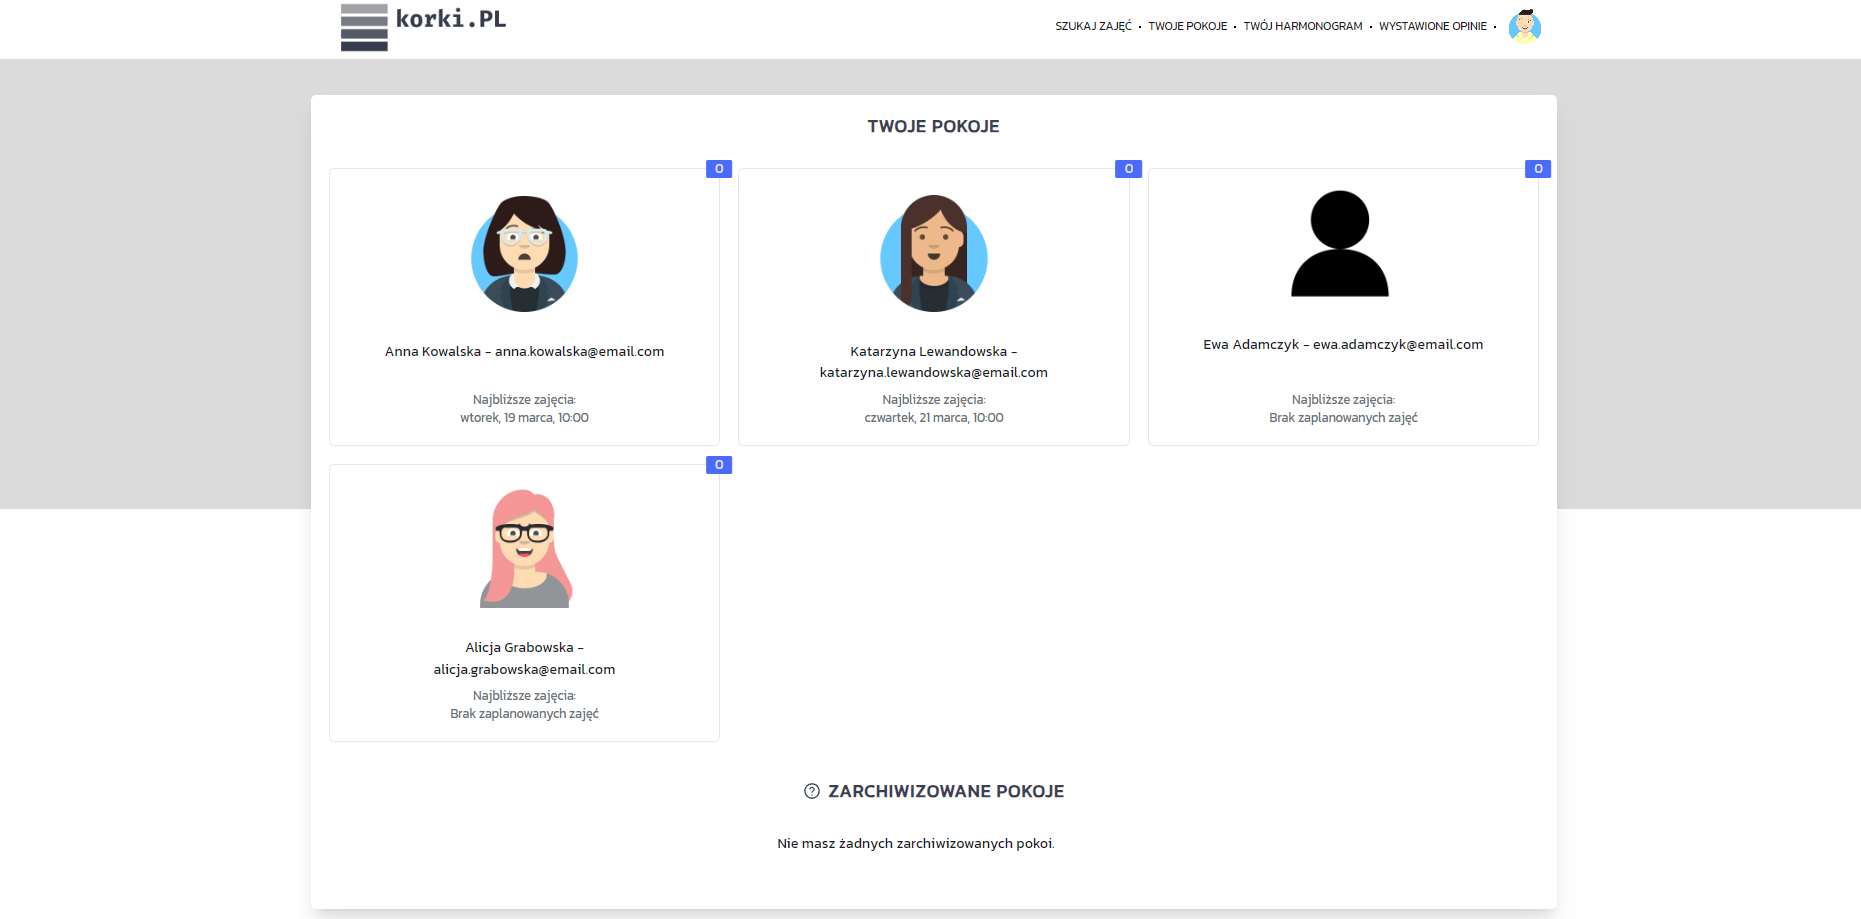 korki.PL
SZUKAJ ZAJĘĆ • TWOJE POKOJE • TWÓJ HARMONOGRAM • WYSTAWIONE OPINIE •
TWOJE POKOJE
0
0
0
Anna Kowalska - anna.kowalska@email.com
Najbliższe zajęcia:
wtorek, 19 marca, 10:00
Katarzyna Lewandowska -
katarzyna.lewandowska@email.com
Najbliższe zajęcia:
czwartek, 21 marca, 10:00
Ewa Adamczyk - ewa.adamczyk@email.com
Najbliższe zajęcia:
Brak zaplanowanych zajęć
0
Alicja Grabowska -
alicja.grabowska@email.com
Najbliższe zajęcia:
Brak zaplanowanych zajęć
? ZARCHIWIZOWANE POKOJE
Nie masz żadnych zarchiwizowanych pokoi.